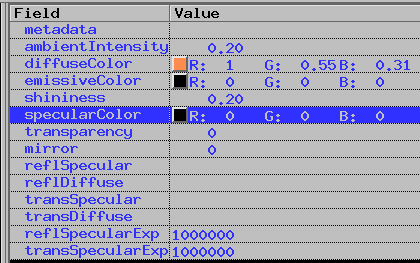 Field Value
metadata
ambientIntensity 0.20
diffuseColor R: 1 G: 0.55 B: 0.31
emissiveColor R: 0 G: 0 B: 0
shininess 0.20
specularColor R: 0 G: 0 B: 0
transparency 0
mirror 0
reflSpecular
reflDiffuse
transSpecular
transDiffuse
reflSpecularExp 1000000
transSpecularExp 1000000